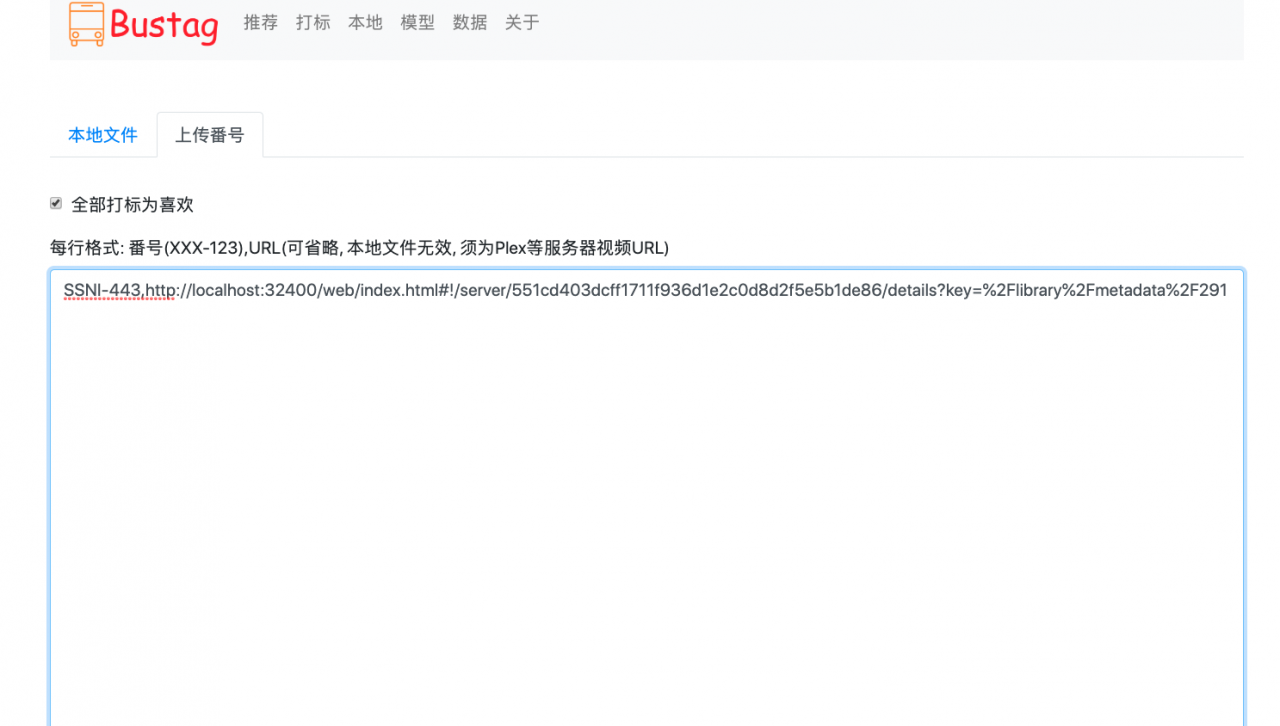 Bustag 推荐 打标 本地 模型 数据 关于
本地文件 上传番号
全部打标为喜欢
每行格式: 番号(XXX-123),URL(可省略, 本地文件无效, 须为Plex等服务器视频URL)
SSNI-443,http://localhost:32400/web/index.html#!/server/551cd403dcff1711f936d1e2c0d8d2f5e5b1de86/details?key=%2Flibrary%2Fmetadata%2F291